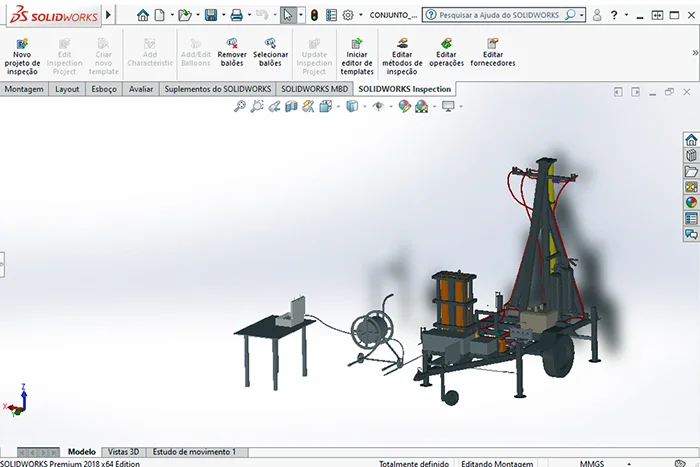 SOLIDWORKS
CONJUNTO_...
Pesquisar a Ajuda do SOLIDWORKS
Novo projeto de inspeção
Edit Inspection Project
Criar novo template
Add Characteristic
Add/Edit Balloons
Remover balões
Selecionar balões
Update Inspection Project
Iniciar editor de templates
Editar métodos de inspeção
Editar operações
Editar fornecedores
Montagem Layout Esboço Avaliar Suplementos do SOLIDWORKS SOLIDWORKS MBD SOLIDWORKS Inspection
Z
X
Y
Modelo Vistas 3D Estudo de movimento 1
SOLIDWORKS Premium 2018 x64 Edition Totalmente definido Editando Montagem MMGS